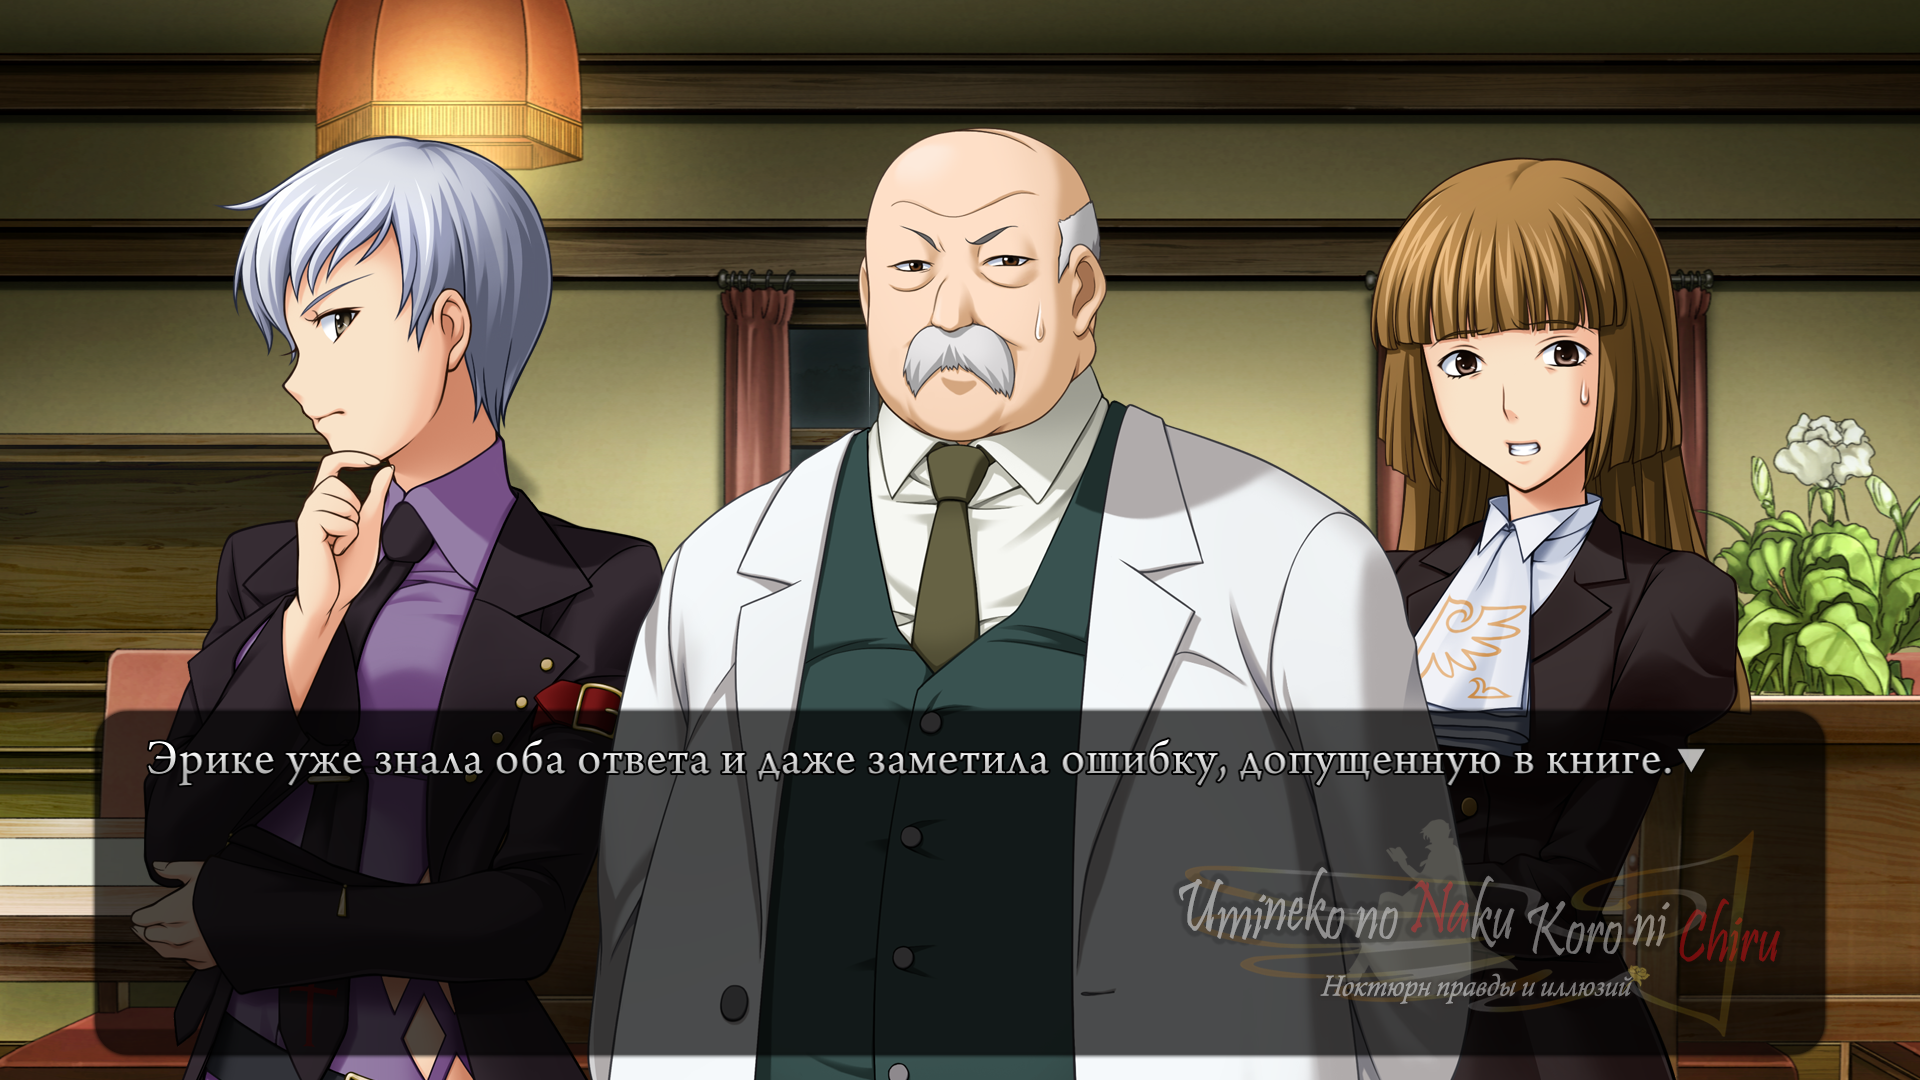 Эрике уже знала оба ответа и даже заметила ошибку, допущенную в книге.
Umineko no Naku Koro ni Chiru
Ноктюрн правды и иллюзий